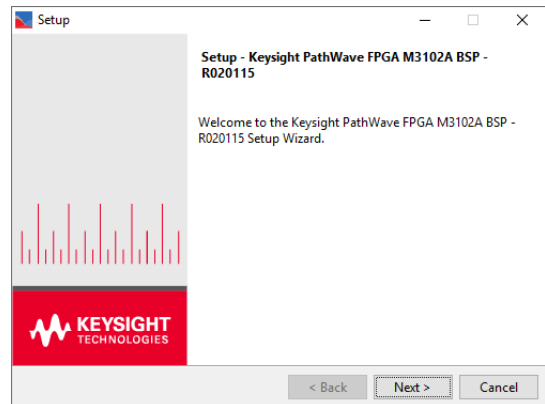 Setup
Setup - Keysight PathWave FPGA M3102A BSP -
R020115
Welcome to the Keysight PathWave FPGA M3102A BSP -
R020115 Setup Wizard.
KEYSIGHT
TECHNOLOGIES
< Back
Next >
Cancel